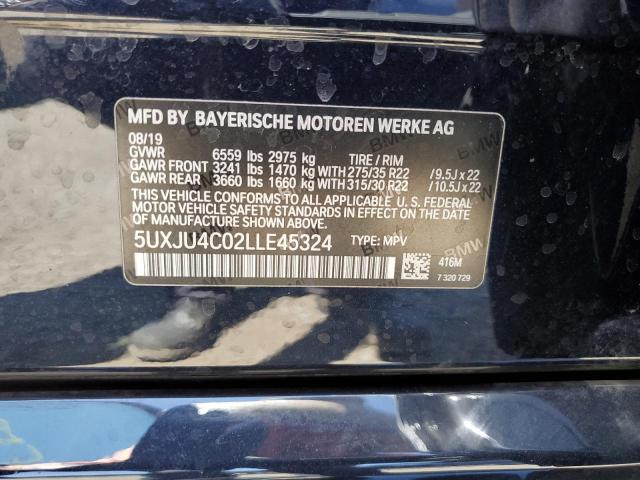 MFD BY BAYERISCHE MOTOREN WERKE AG
08/19
GVWR 6559 lbs 2975 kg TIRE / RIM
GAWR FRONT 3241 lbs 1470 kg WITH 275/35 R22 / 9.5J x 22
GAWR REAR 3660 lbs 1660 kg WITH 315/30 R22 / 10.5J x 22
THIS VEHICLE CONFORMS TO ALL APPLICABLE U. S. FEDERAL
MOTOR VEHICLE SAFETY STANDARDS IN EFFECT ON THE DATE
OF MANUFACTURE SHOWN ABOVE.
5UXJU4C02LLE45324 TYPE: MPV
416M
7 320 729